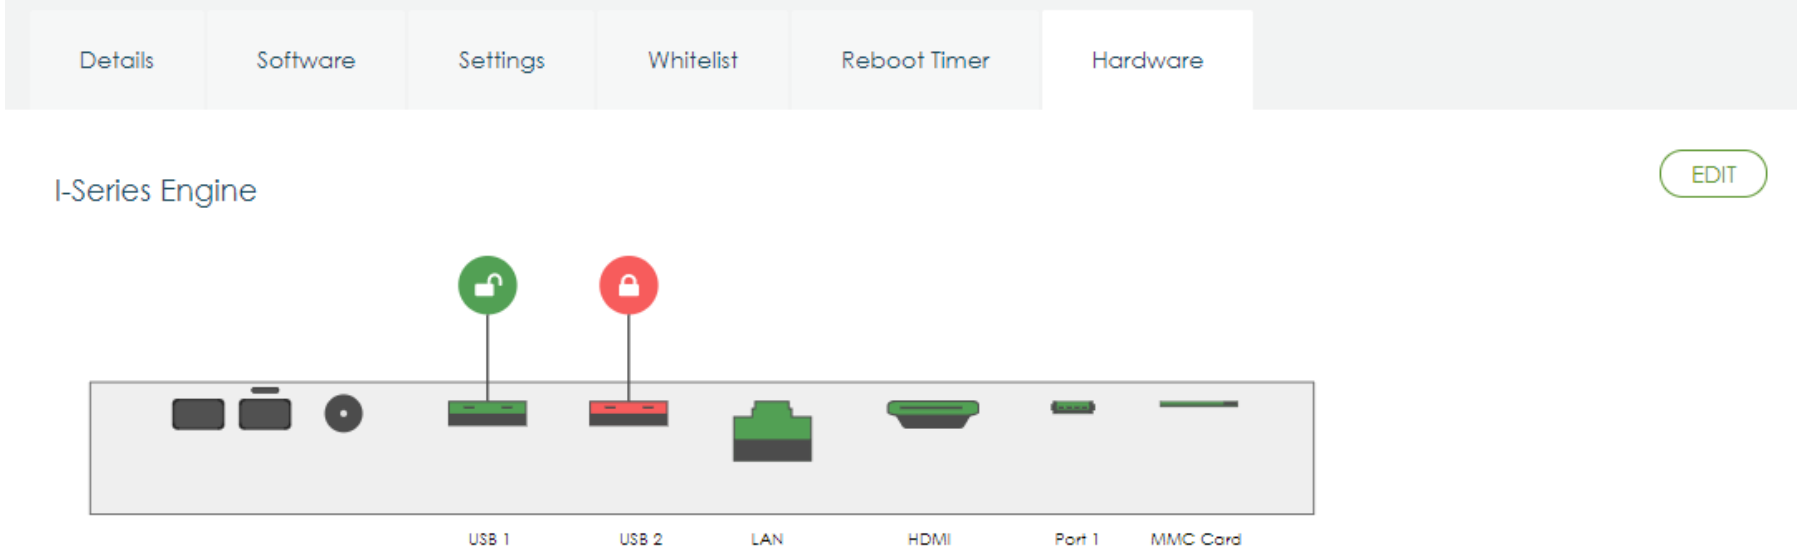 Details Software Settings Whitelist Reboot Timer Hardware
I-Series Engine
EDIT
USB 1 USB 2 LAN HDMI Port 1 MMC Card